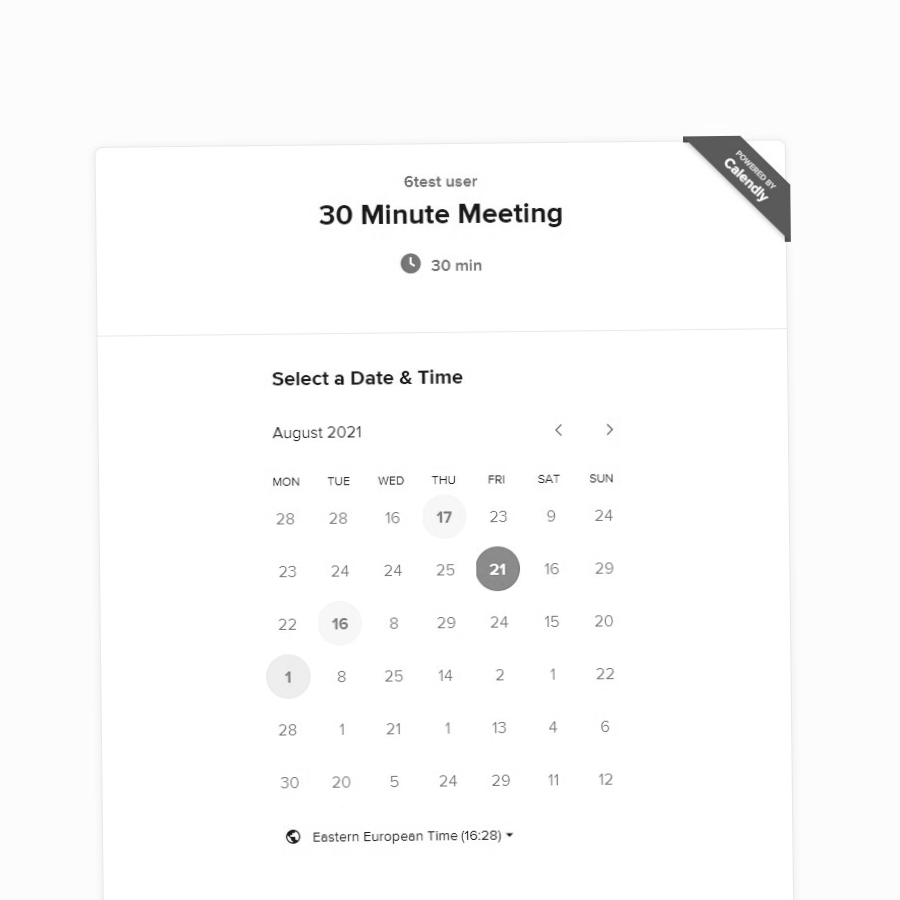 POWERED BY
Calendly
6test user
30 Minute Meeting
30 min
Select a Date & Time
August 2021
MON TUE WED THU FRI SAT SUN
28 28 16 17 23 9 24
23 24 24 25 21 16 29
22 16 8 29 24 15 20
1 8 25 14 2 1 22
28 1 21 1 13 4 6
30 20 5 24 29 11 12
Eastern European Time (16:28)